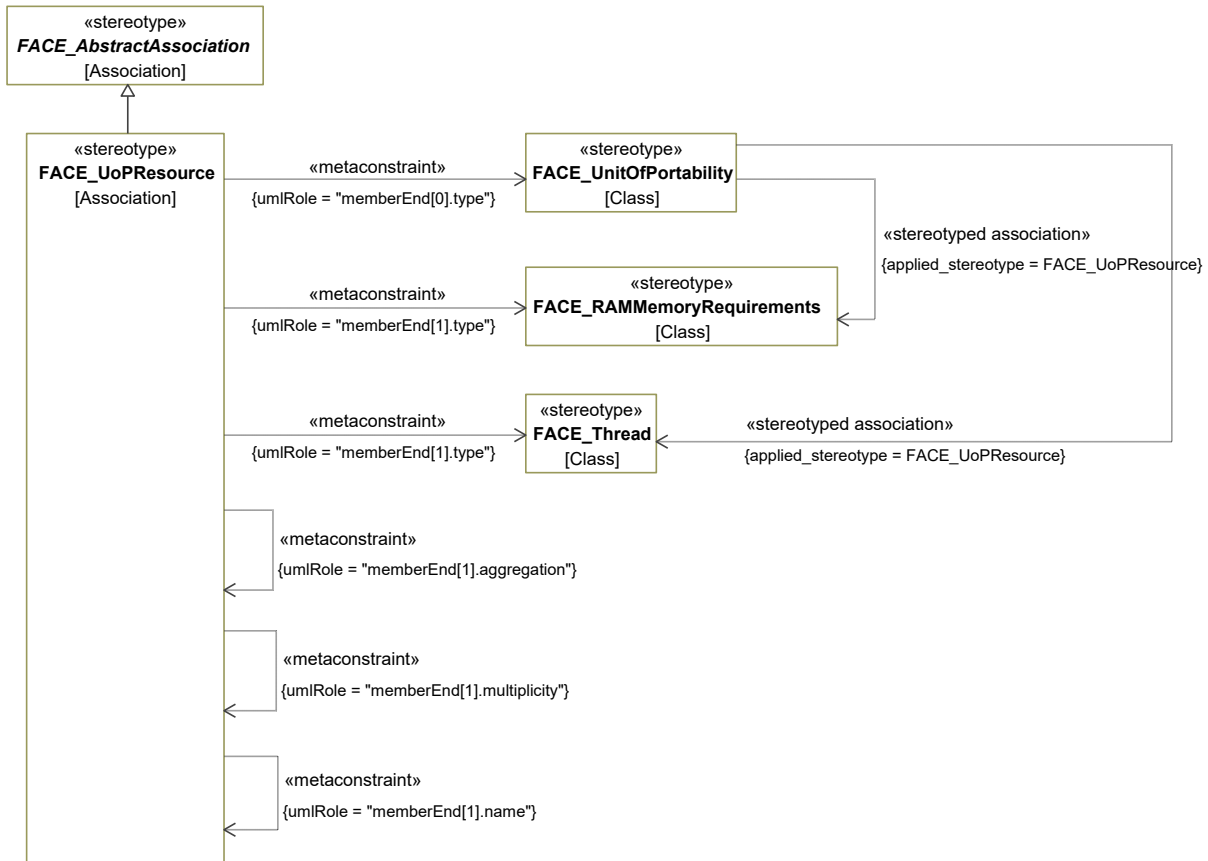 «stereotype»
FACE_AbstractAssociation
[Association]
«stereotype»
FACE_UoPResource
[Association]
«metaconstraint»
{umlRole = "memberEnd[0].type"}
«stereotype»
FACE_UnitOfPortability
[Class]
«stereotyped association»
{applied_stereotype = FACE_UoPResource}
«metaconstraint»
{umlRole = "memberEnd[1].type"}
«stereotype»
FACE_RAMMemoryRequirements
[Class]
«metaconstraint»
{umlRole = "memberEnd[1].type"}
«stereotype»
FACE_Thread
[Class]
«stereotyped association»
{applied_stereotype = FACE_UoPResource}
«metaconstraint»
{umlRole = "memberEnd[1].aggregation"}
«metaconstraint»
{umlRole = "memberEnd[1].multiplicity"}
«metaconstraint»
{umlRole = "memberEnd[1].name"}